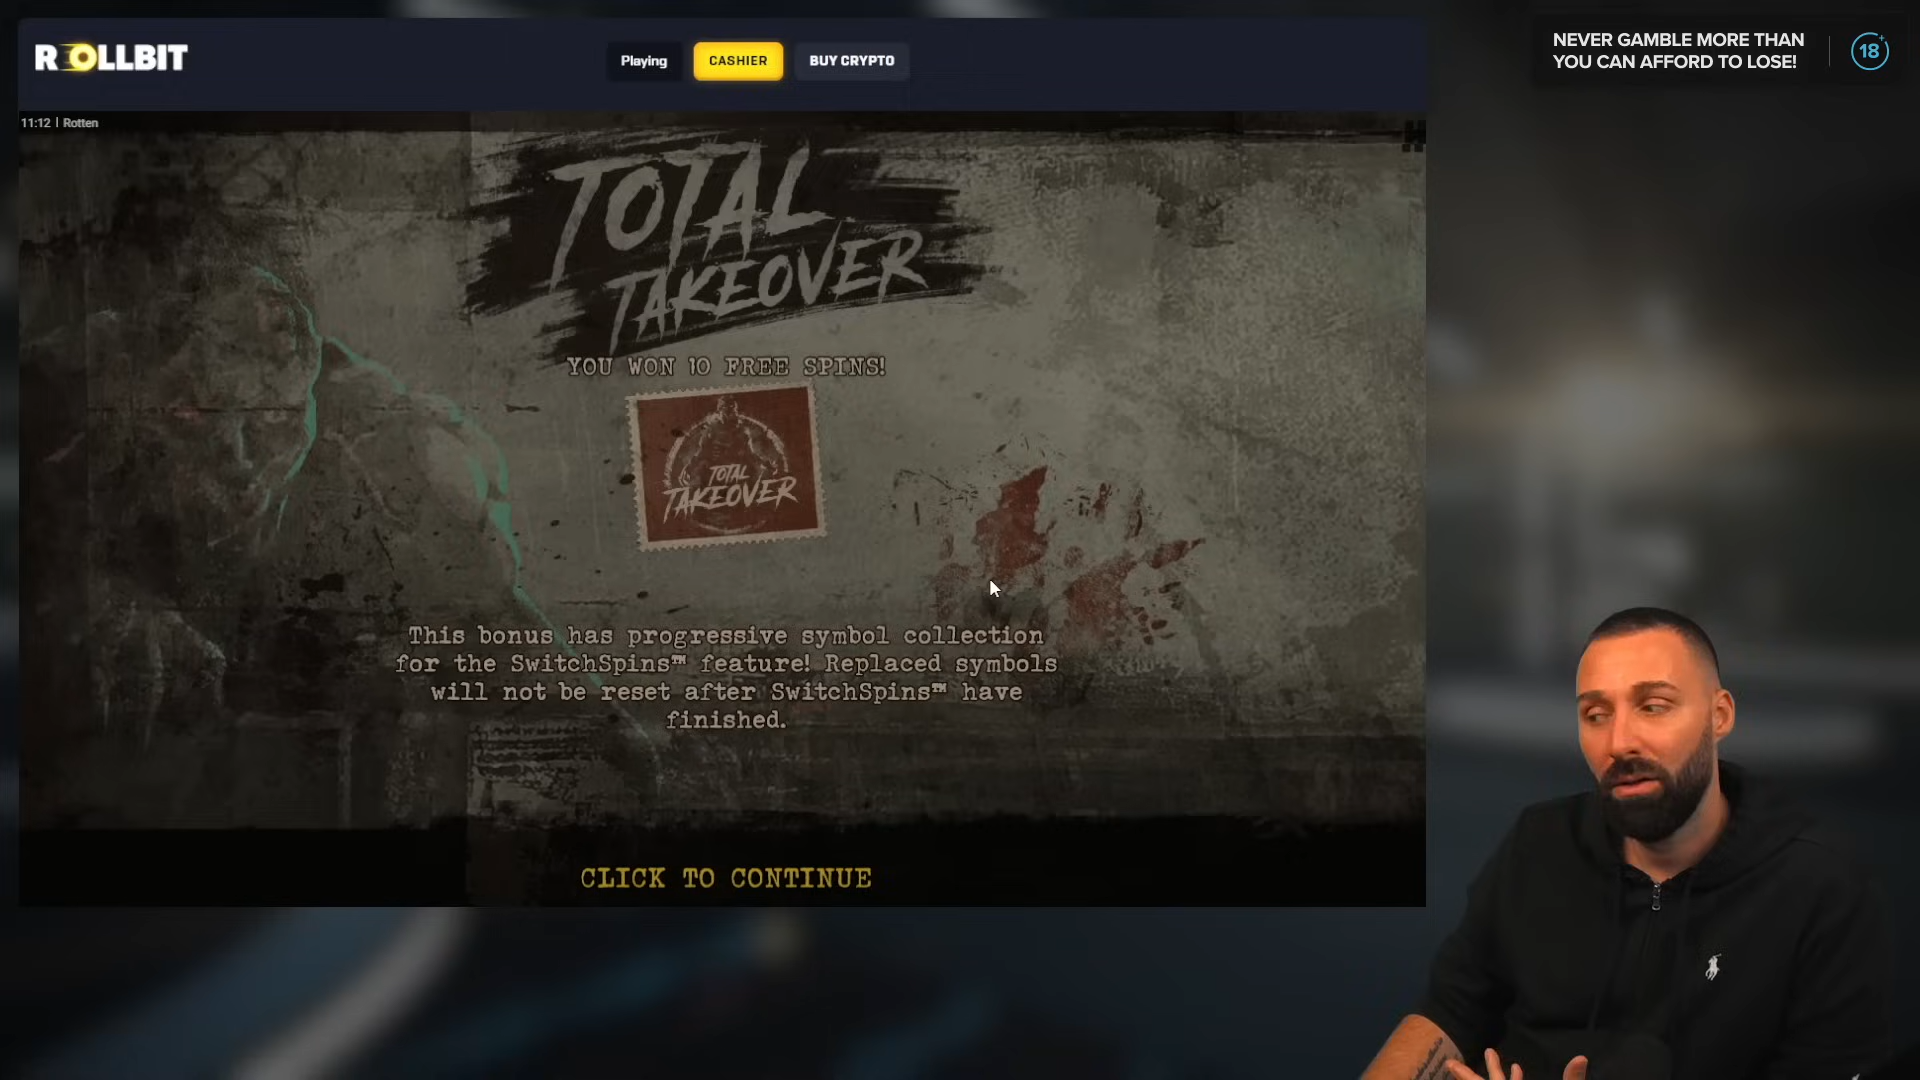 ROLLBIT
Playing
CASHIER
BUY CRYPTO
NEVER GAMBLE MORE THAN
YOU CAN AFFORD TO LOSE!
18+
11:12 | Rotten
TOTAL
TAKEOVER
YOU WON 10 FREE SPINS!
TOTAL
TAKEOVER
This bonus has progressive symbol collection
for the SwitchSpins™ feature! Replaced symbols
will not be reset after SwitchSpins™ have
finished.
CLICK TO CONTINUE